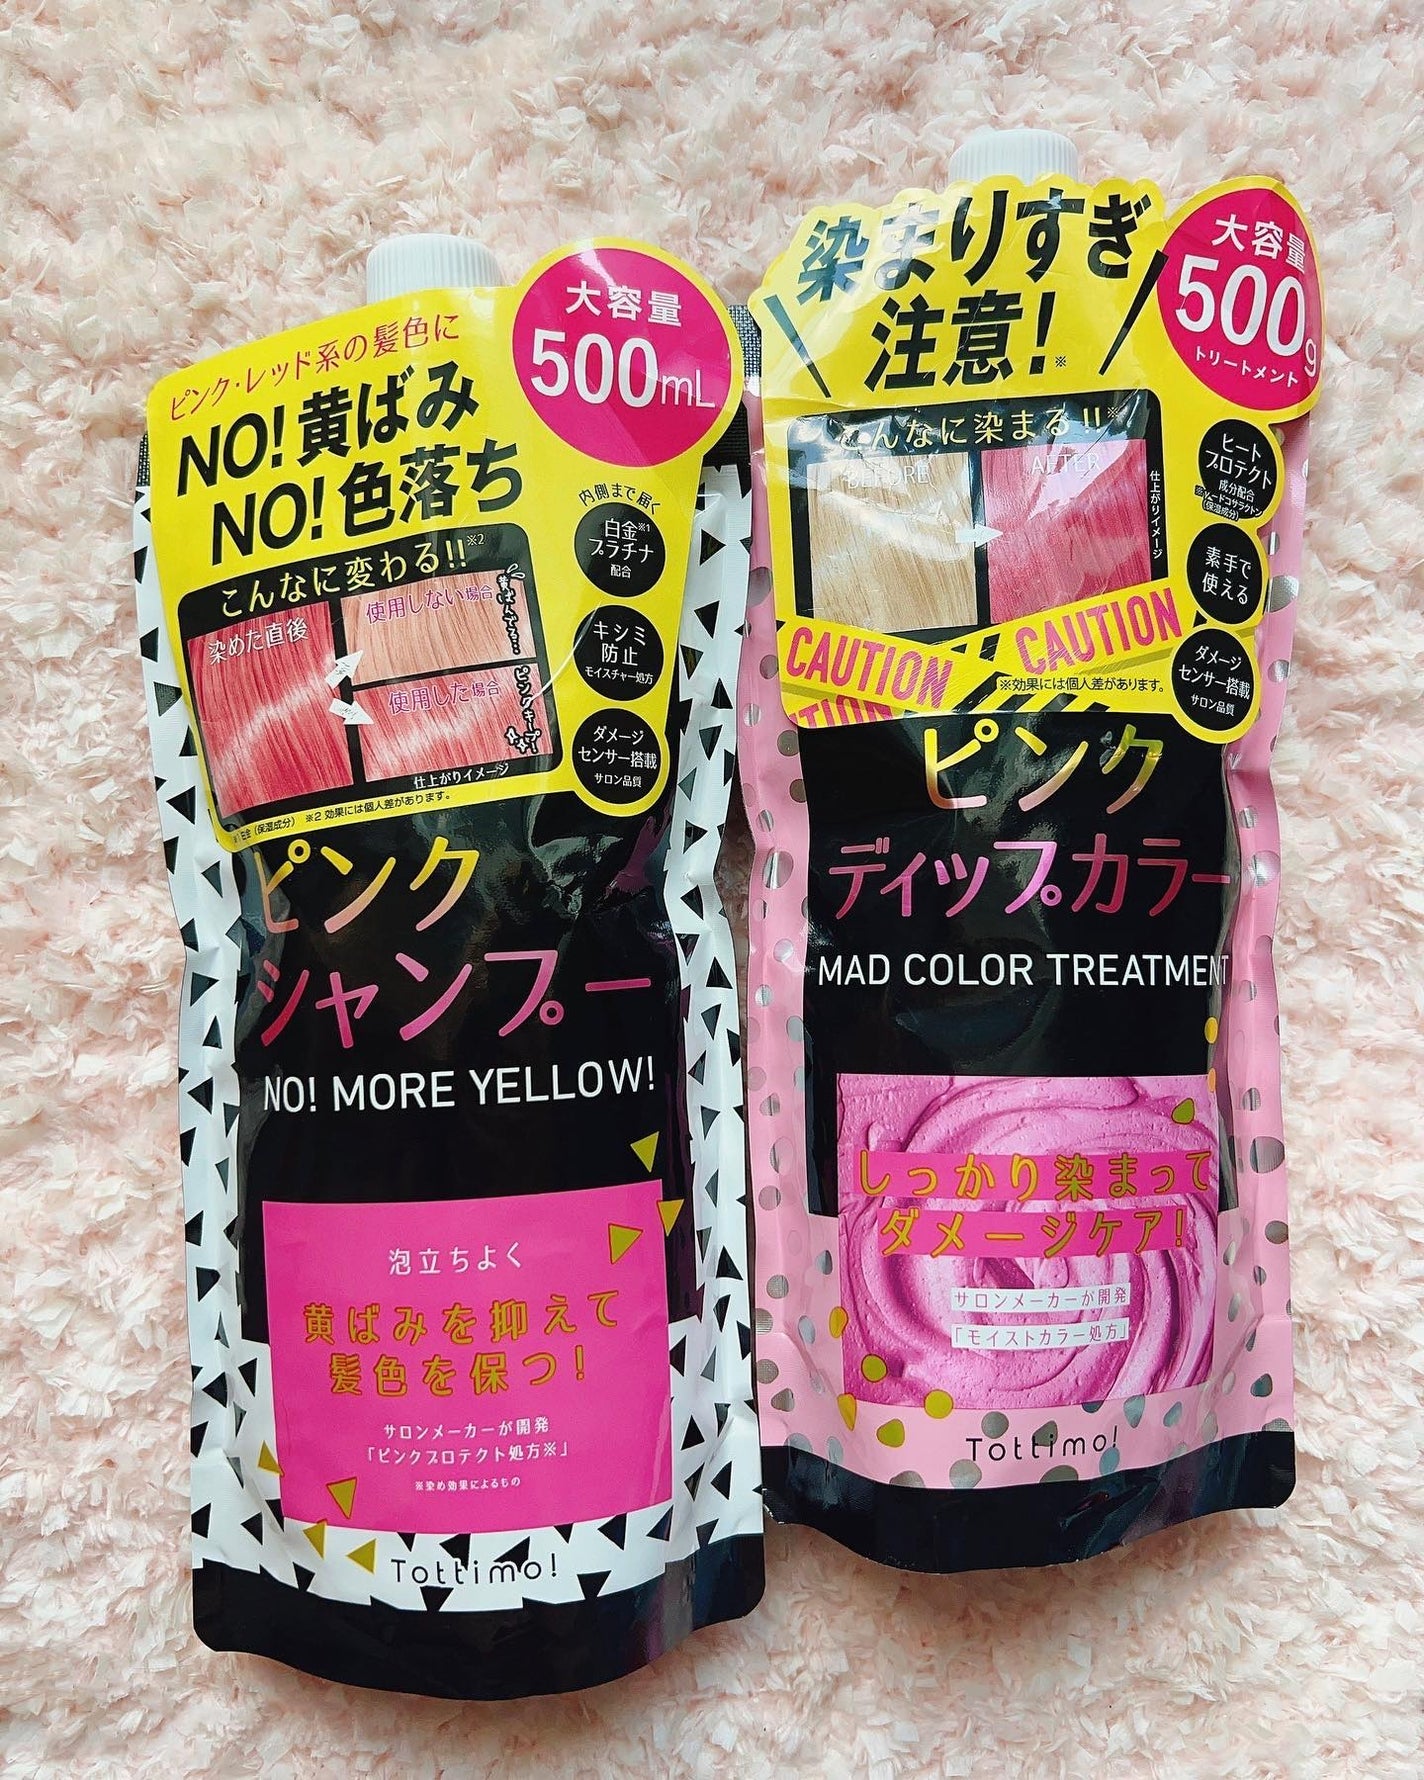 ピンク・レッド系の髪色に
NO!黄ばみ
NO!色落ち
大容量
500mL
こんなに変わる!!※2
染めた直後
使用しない場合
使用した場合
ピンクキープ!
仕上がりイメージ
※2 効果には個人差があります。
内側まで届く
白金※1
プラチナ
配合
キシミ
防止
モイスチャー処方
ダメージ
センサー搭載
サロン品質
ピンク
シャンプー
NO! MORE YELLOW!
泡立ちよく
黄ばみを抑えて
髪色を保つ!
サロンメーカーが開発
「ピンクプロテクト処方※」
※染め効果によるもの
Tottimo!
染まりすぎ
注意!※
大容量
500g
トリートメント
こんなに染まる!!※
BEFORE
AFTER
仕上がりイメージ
CAUTION
CAUTION
※効果には個人差があります。
ヒート
プロテクト
成分配合
(保湿成分)
素手で
使える
ダメージ
センサー搭載
サロン品質
ピンク
ディップカラー
MAD COLOR TREATMENT
しっかり染まって
ダメージケア!
サロンメーカーが開発
「モイストカラー処方」
Tottimo!